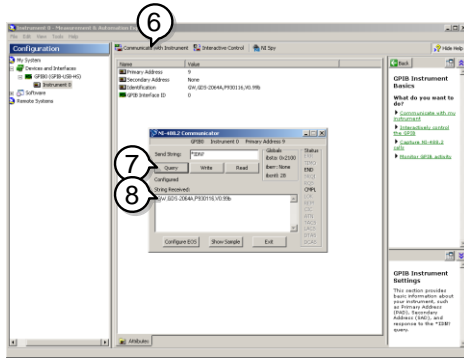 6
Instrument 0 - Measurement & Automation
File Edit View Tools Help
Configuration
Communicate with Instrument Interactive Control NI Spy
Hide Help
My System
Devices and Interfaces
GPIB0 (GPIB-USB-HS)
Instrument 0
Software
Remote Systems
Name Value
Primary Address 9
Secondary Address None
Identification GW,GDS-2064A,P930116,V0.99b
GPIB Interface ID 0
Back
GPIB Instrument
Basics
What do you want to
do?
Communicate with my
instrument
Interactively control
the GPIB
Capture NI-488.2
calls
Monitor GPIB activity
NI-488.2 Communicator
GPIB0 Instrument 0 Primary Address 9
Send String: *IDN?
Globals
ibsta: 0x2100
iberr: None
ibcntl: 28
Status
END
CMPL
7
Query Write Read
Configured
8
String Received:
GW,GDS-2064A,P930116,V0.99b
Configure EOS Show Sample Exit
GPIB Instrument
Settings
This section provides
basic information about
your instrument, such
as Primary Address
(PAD), Secondary
Address (SAD), and
response to the *IDN?
query.
Attributes